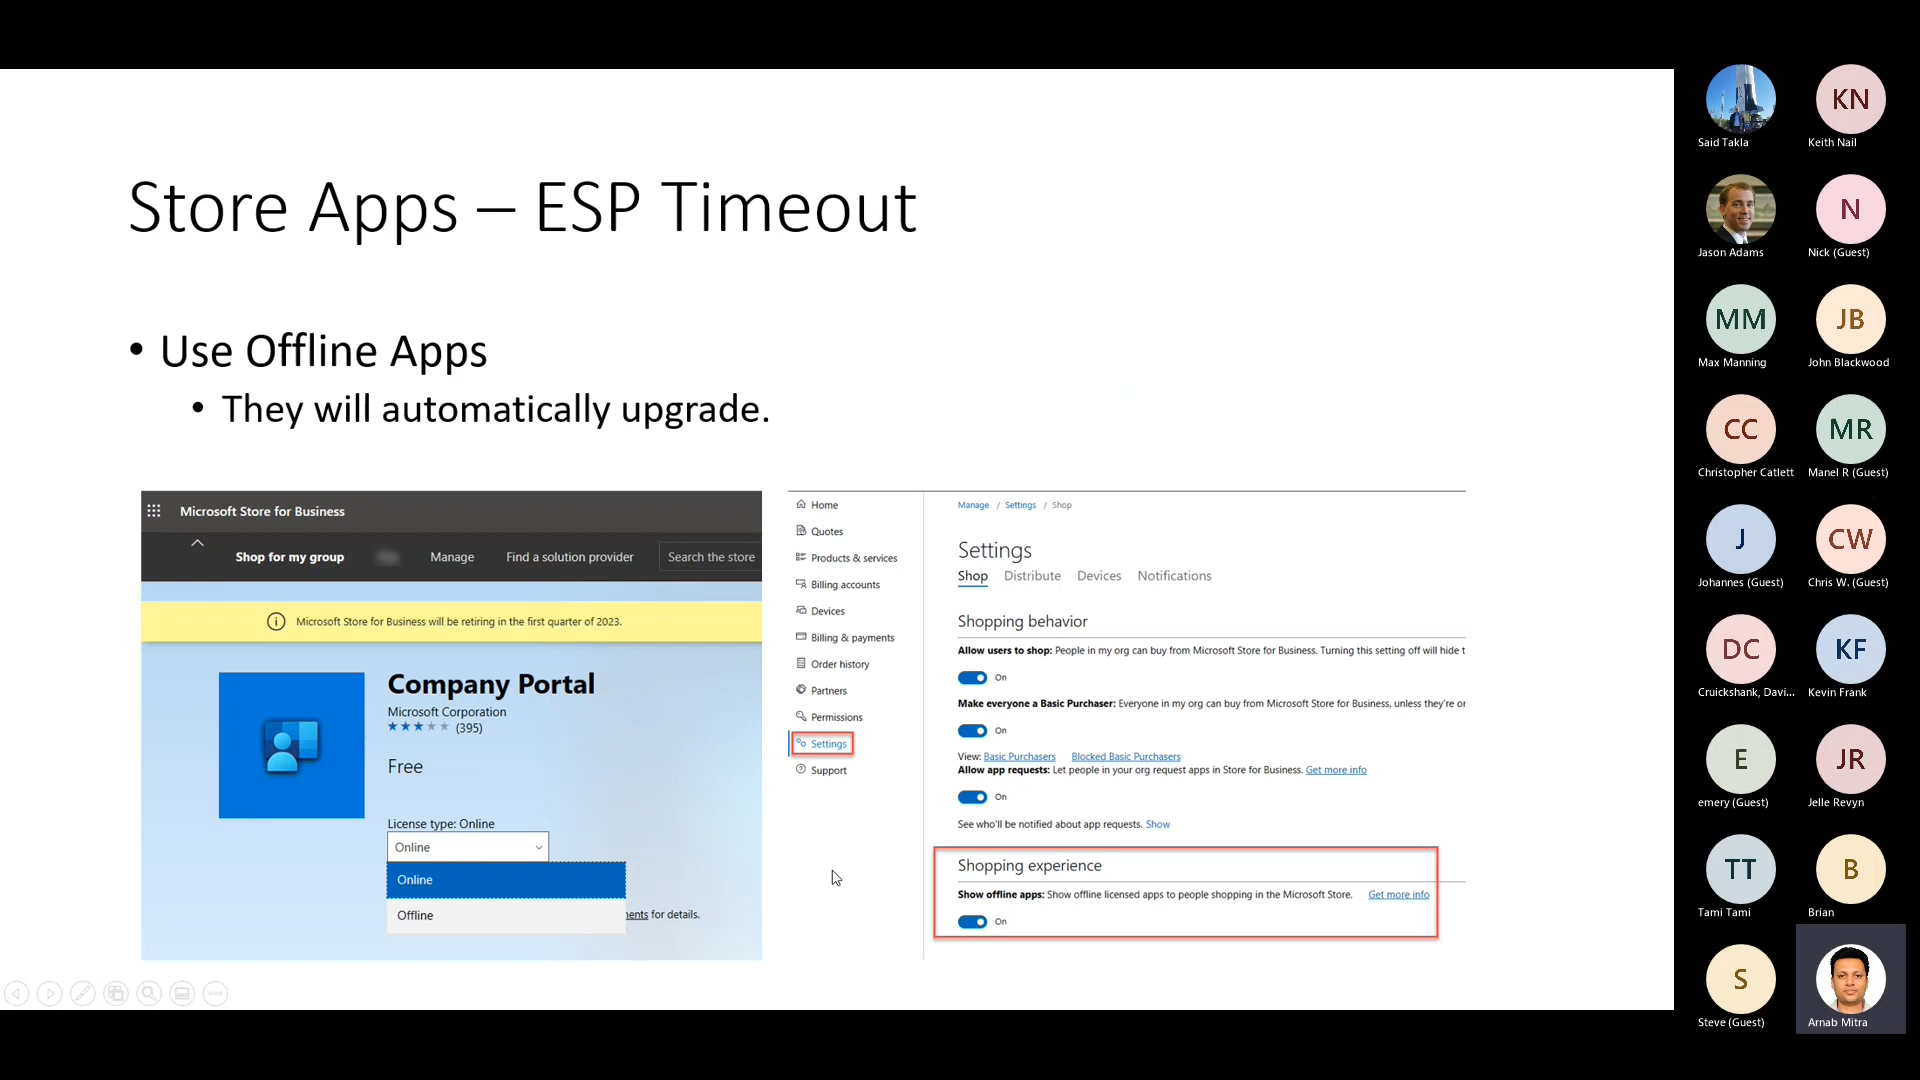 Store Apps – ESP Timeout
• Use Offline Apps
• They will automatically upgrade.
Microsoft Store for Business
Shop for my group
Manage
Find a solution provider
Search the store
Microsoft Store for Business will be retiring in the first quarter of 2023.
Company Portal
Microsoft Corporation
(395)
Free
License type: Online
Online
Online
Offline
ents for details.
Home
Quotes
Products & services
Billing accounts
Devices
Billing & payments
Order history
Partners
Permissions
Settings
Support
Manage / Settings / Shop
Settings
Shop Distribute Devices Notifications
Shopping behavior
Allow users to shop: People in my org can buy from Microsoft Store for Business. Turning this setting off will hide t
On
Make everyone a Basic Purchaser: Everyone in my org can buy from Microsoft Store for Business, unless they're or
On
View: Basic Purchasers Blocked Basic Purchasers
Allow app requests: Let people in your org request apps in Store for Business. Get more info
On
See who'll be notified about app requests. Show
Shopping experience
Show offline apps: Show offline licensed apps to people shopping in the Microsoft Store. Get more info
On
Said Takla
KN
Keith Nail
Jason Adams
N
Nick (Guest)
MM
Max Manning
JB
John Blackwood
CC
Christopher Catlett
MR
Manel R (Guest)
J
Johannes (Guest)
CW
Chris W. (Guest)
DC
Cruickshank, Davi...
KF
Kevin Frank
E
emery (Guest)
JR
Jelle Revyn
TT
Tami Tami
B
Brian
S
Steve (Guest)
Arnab Mitra